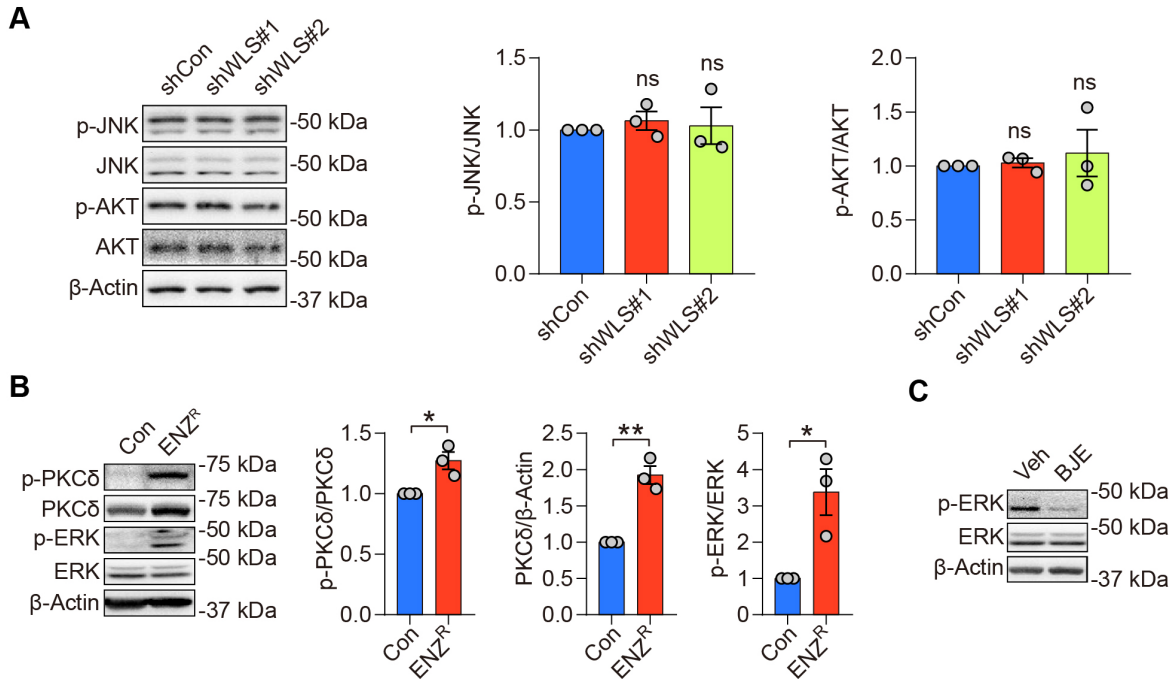 A
shCon
shWLS#1
shWLS#2
p-JNK
-50 kDa
JNK
-50 kDa
p-AKT
-50 kDa
AKT
-50 kDa
β-Actin
-37 kDa
p-JNK/JNK
1.5
1.0
0.5
0.0
ns
ns
shCon
shWLS#1
shWLS#2
p-AKT/AKT
2.0
1.5
1.0
0.5
0.0
ns
ns
shCon
shWLS#1
shWLS#2
B
Con
ENZᴿ
p-PKCδ
-75 kDa
PKCδ
-75 kDa
p-ERK
-50 kDa
ERK
-50 kDa
β-Actin
-37 kDa
p-PKCδ/PKCδ
1.5
1.0
0.5
0.0
*
Con
ENZᴿ
PKCδ/β-Actin
2.5
2.0
1.5
1.0
0.5
0.0
**
Con
ENZᴿ
p-ERK/ERK
5
4
3
2
1
0
*
Con
ENZᴿ
C
Veh
BJE
p-ERK
-50 kDa
ERK
-50 kDa
β-Actin
-37 kDa